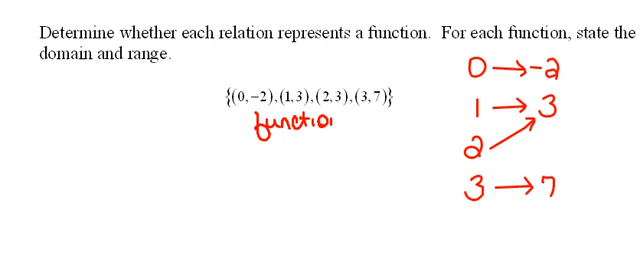 Determine whether each relation represents a function. For each function, state the
domain and range.
{(0,−2),(1,3),(2,3),(3,7)}
functio
0→-2
1→3
2
3→7